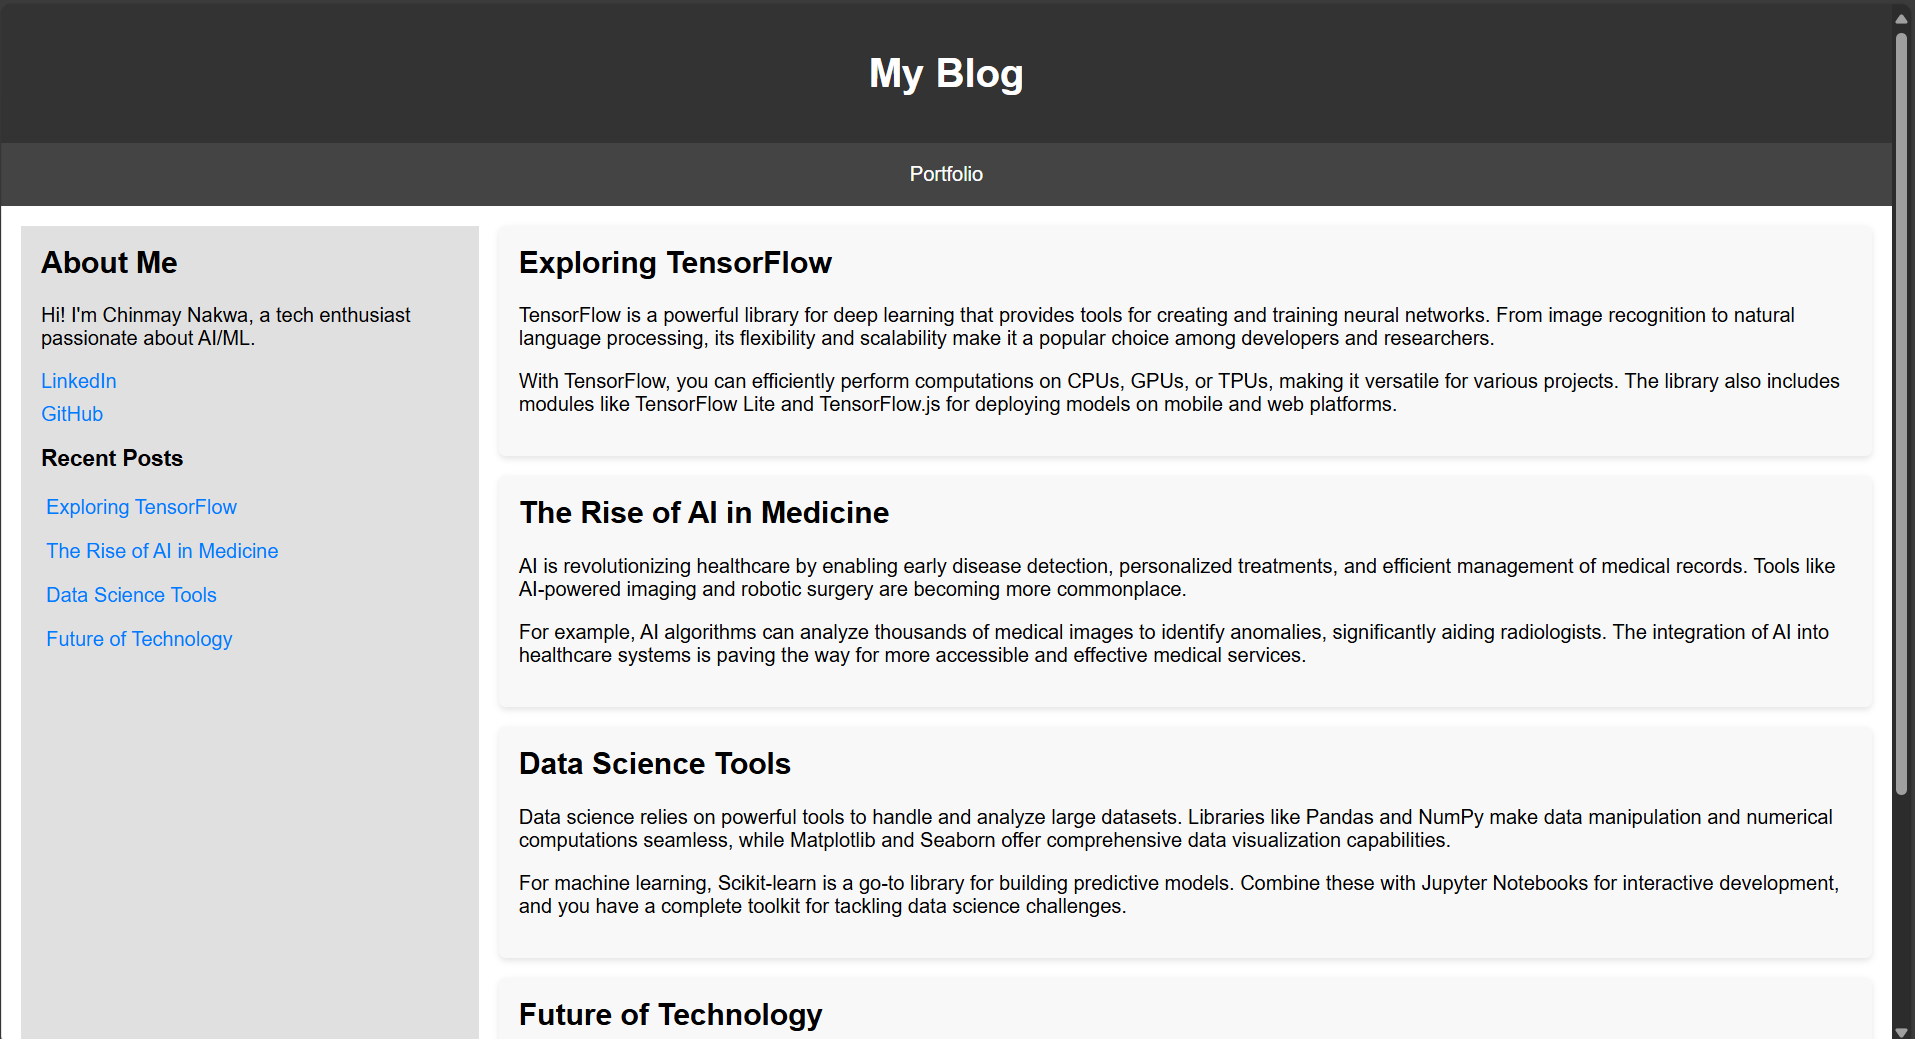 My Blog
Portfolio
About Me
Hi! I'm Chinmay Nakwa, a tech enthusiast
passionate about AI/ML.
LinkedIn
GitHub
Recent Posts
Exploring TensorFlow
The Rise of AI in Medicine
Data Science Tools
Future of Technology
Exploring TensorFlow
TensorFlow is a powerful library for deep learning that provides tools for creating and training neural networks. From image recognition to natural
language processing, its flexibility and scalability make it a popular choice among developers and researchers.
With TensorFlow, you can efficiently perform computations on CPUs, GPUs, or TPUs, making it versatile for various projects. The library also includes
modules like TensorFlow Lite and TensorFlow.js for deploying models on mobile and web platforms.
The Rise of AI in Medicine
AI is revolutionizing healthcare by enabling early disease detection, personalized treatments, and efficient management of medical records. Tools like
AI-powered imaging and robotic surgery are becoming more commonplace.
For example, AI algorithms can analyze thousands of medical images to identify anomalies, significantly aiding radiologists. The integration of AI into
healthcare systems is paving the way for more accessible and effective medical services.
Data Science Tools
Data science relies on powerful tools to handle and analyze large datasets. Libraries like Pandas and NumPy make data manipulation and numerical
computations seamless, while Matplotlib and Seaborn offer comprehensive data visualization capabilities.
For machine learning, Scikit-learn is a go-to library for building predictive models. Combine these with Jupyter Notebooks for interactive development,
and you have a complete toolkit for tackling data science challenges.
Future of Technology